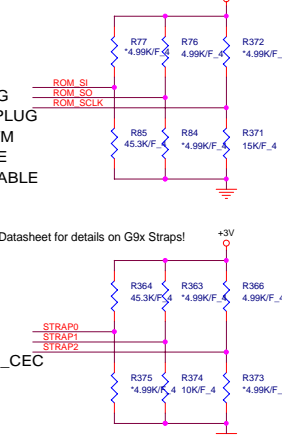 R77
*4.99K/F_4
R76
4.99K/F_4
R372
*4.99K/F_
ROM_SI
ROM_SO
ROM_SCLK
G
PLUG
M
E
ABLE
R85
45.3K/F_4
R84
*4.99K/F_4
R371
15K/F_4
Datasheet for details on G9x Straps!
+3V
R364
45.3K/F_4
R363
*4.99K/F_4
R366
4.99K/F_4
STRAP0
STRAP1
STRAP2
_CEC
R375
*4.99K/F_4
R374
10K/F_4
R373
*4.99K/F_